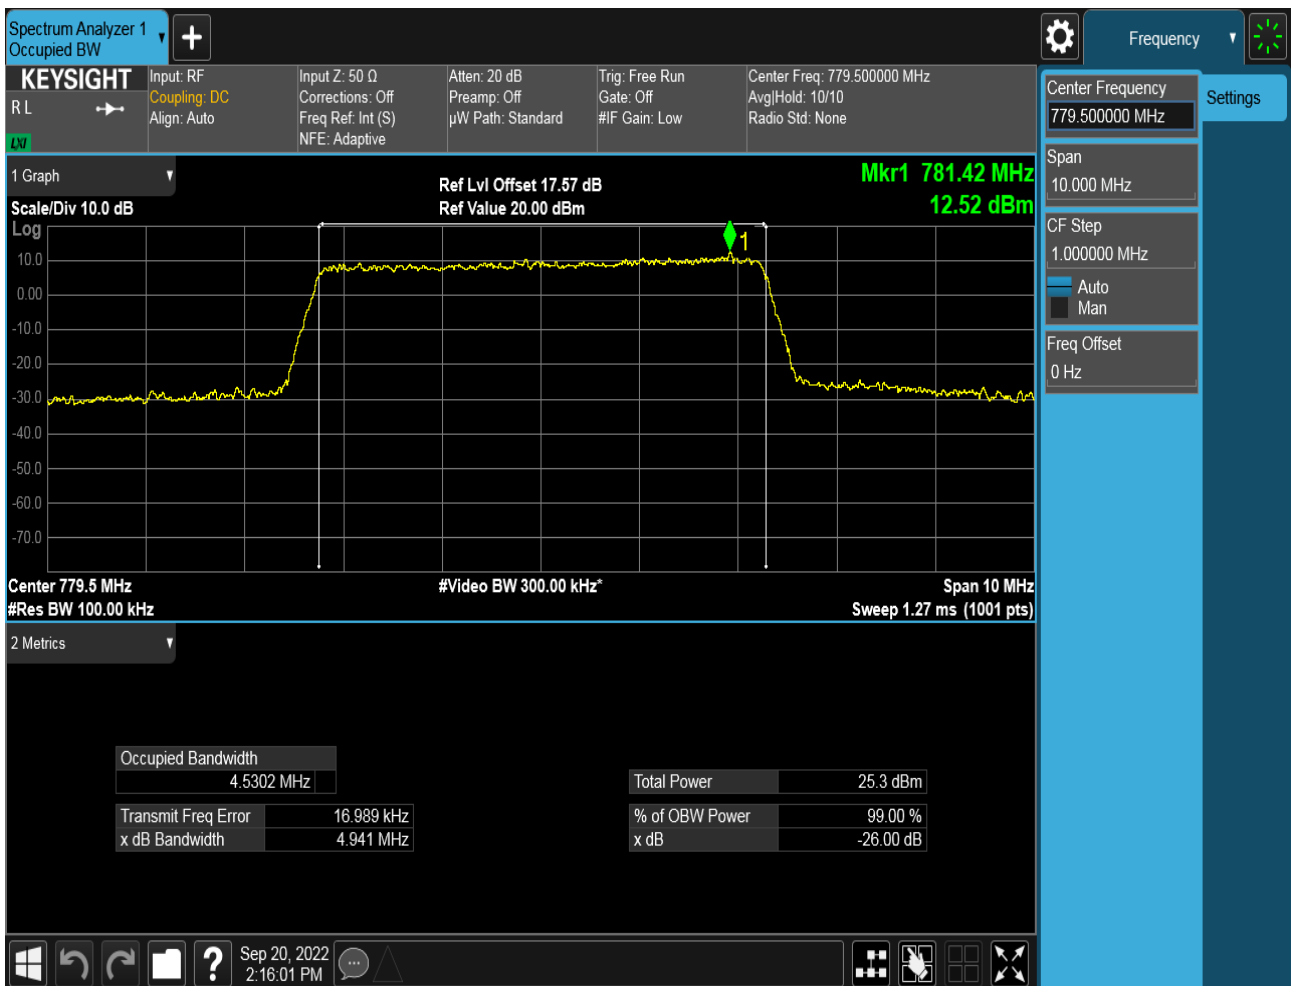 Spectrum Analyzer 1
Occupied BW
Frequency
KEYSIGHT
R L
LXI
Input: RF
Coupling: DC
Align: Auto
Input Z: 50 Ω
Corrections: Off
Freq Ref: Int (S)
NFE: Adaptive
Atten: 20 dB
Preamp: Off
µW Path: Standard
Trig: Free Run
Gate: Off
#IF Gain: Low
Center Freq: 779.500000 MHz
Avg|Hold: 10/10
Radio Std: None
Center Frequency
779.500000 MHz
Settings
Span
10.000 MHz
CF Step
1.000000 MHz
Auto
Man
Freq Offset
0 Hz
1 Graph
Scale/Div 10.0 dB
Log
Ref Lvl Offset 17.57 dB
Ref Value 20.00 dBm
Mkr1 781.42 MHz
12.52 dBm
1
10.0
0.00
-10.0
-20.0
-30.0
-40.0
-50.0
-60.0
-70.0
Center 779.5 MHz
#Res BW 100.00 kHz
#Video BW 300.00 kHz*
Span 10 MHz
Sweep 1.27 ms (1001 pts)
2 Metrics
Occupied Bandwidth
4.5302 MHz
Total Power 25.3 dBm
Transmit Freq Error 16.989 kHz
% of OBW Power 99.00 %
x dB Bandwidth 4.941 MHz
x dB -26.00 dB
?
Sep 20, 2022
2:16:01 PM